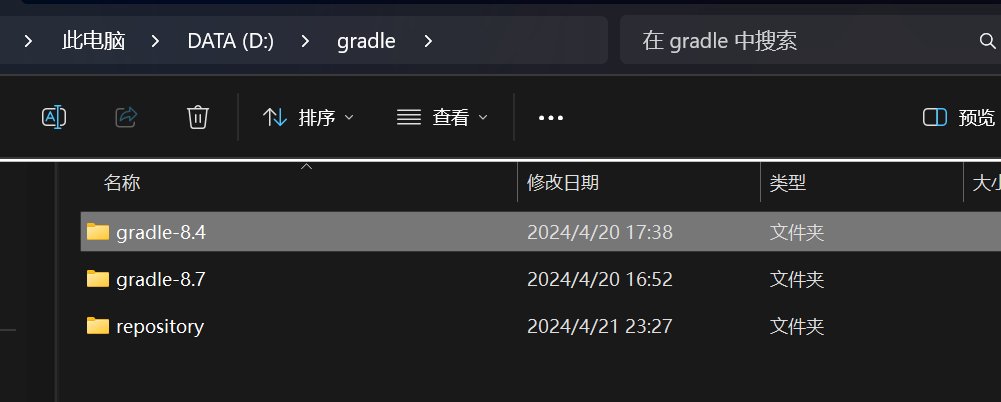 此电脑 DATA (D:) gradle 在 gradle 中搜索
排序 查看 预览
名称 修改日期 类型 大小
gradle-8.4 2024/4/20 17:38 文件夹
gradle-8.7 2024/4/20 16:52 文件夹
repository 2024/4/21 23:27 文件夹